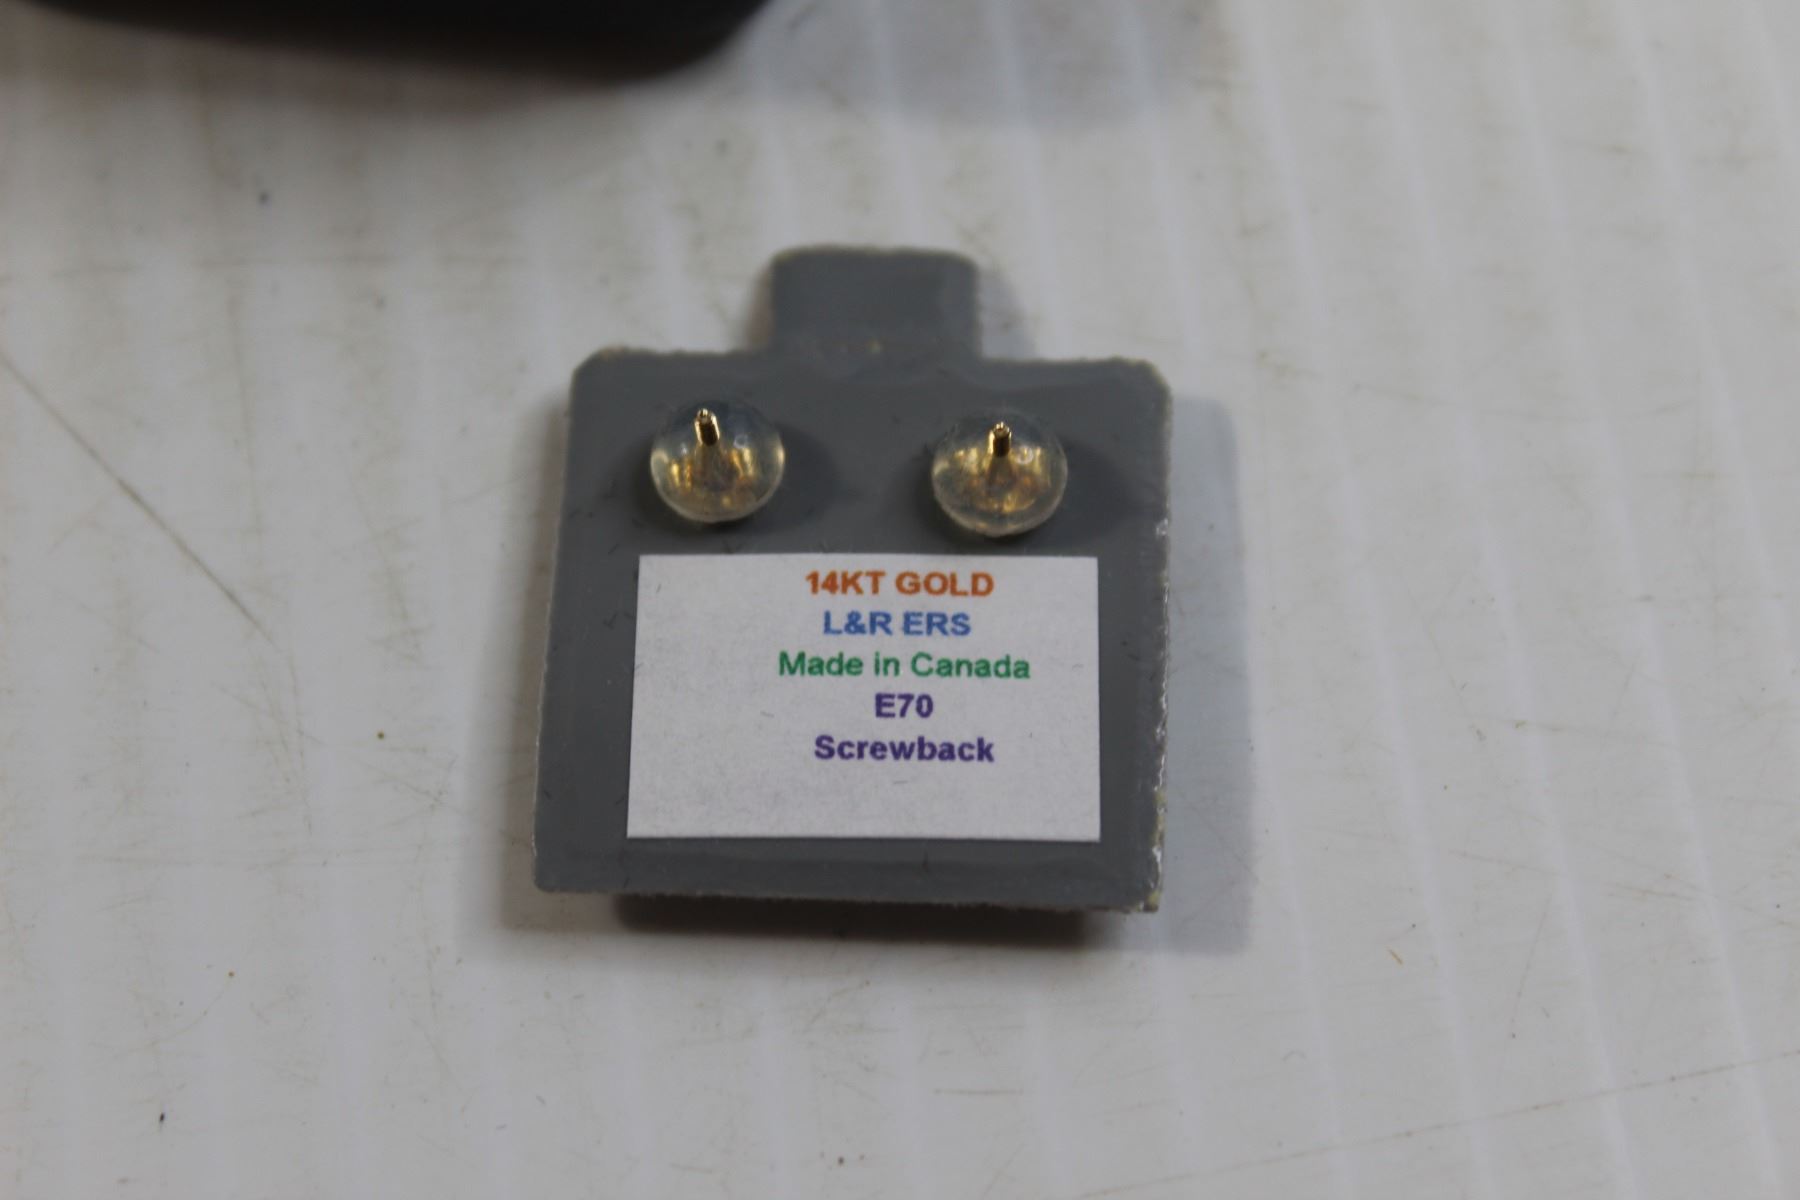 14KT GOLD
L&R ERS
Made in Canada
E70
Screwback